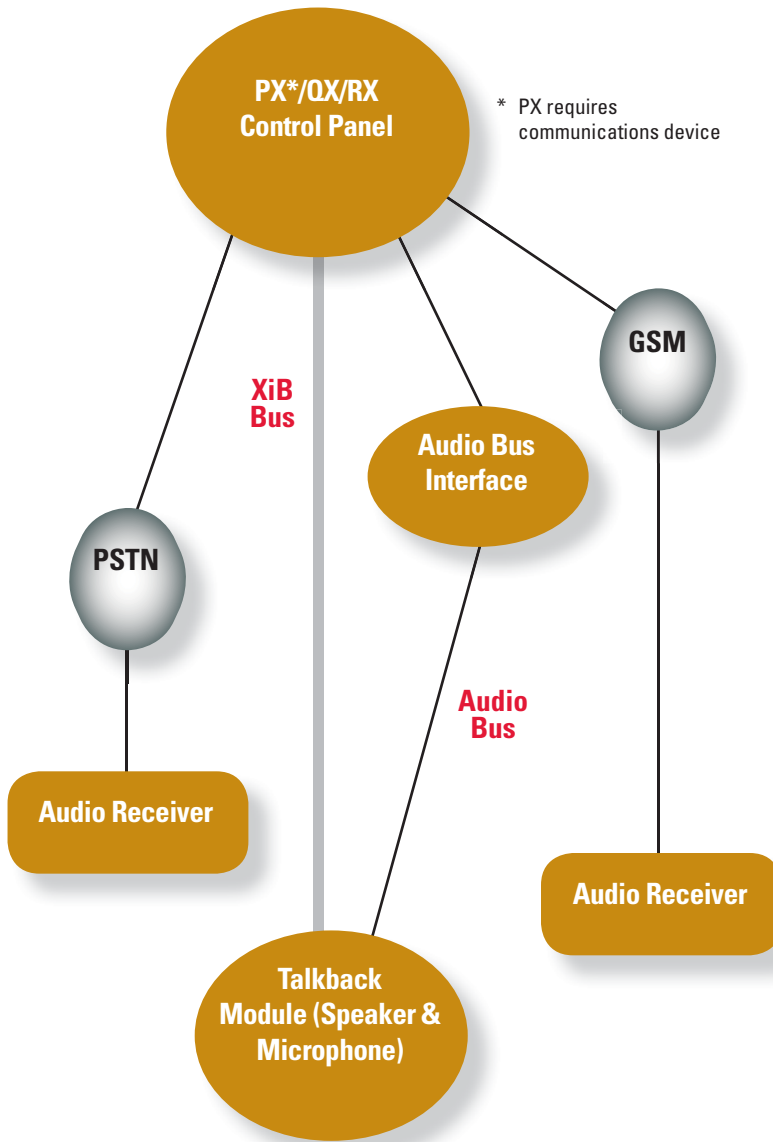 PX*/QX/RX
Control Panel
* PX requires
communications device
GSM
XiB
Bus
Audio Bus
Interface
PSTN
Audio
Bus
Audio Receiver
Audio Receiver
Talkback
Module (Speaker &
Microphone)